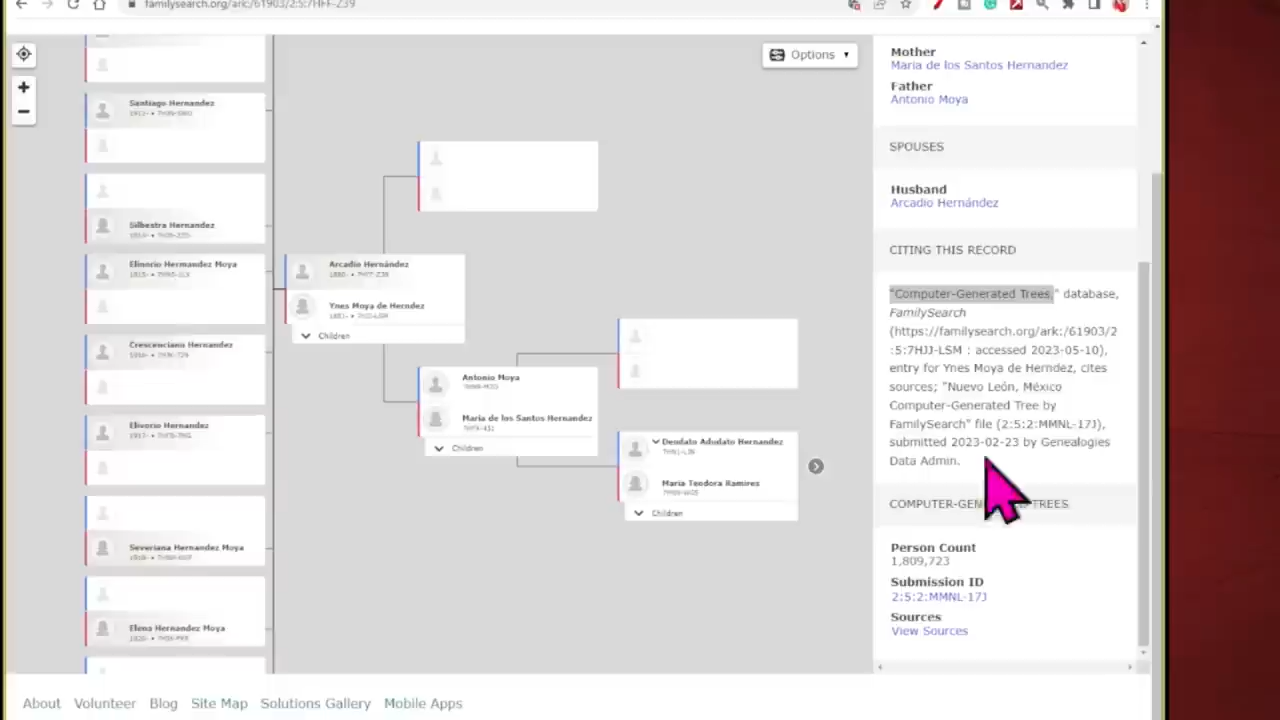 familysearch.org/ark:/61903/2:5:7HFF-Z39
Options
Santiago Hernandez
Silbestra Hernandez
Elinorio Hermandez Moya
Crescenciano Hernandez
Elivorio Hernandez
Severiana Hernandez Moya
Elena Hernandez Moya
Arcadio Hernández
Ynes Moya de Herndez
Children
Antonio Moya
Maria de los Santos Hernandez
Children
Deodato Adudato Hernandez
Maria Teodora Ramires
Children
Mother
Maria de los Santos Hernandez
Father
Antonio Moya
SPOUSES
Husband
Arcadio Hernández
CITING THIS RECORD
"Computer-Generated Trees," database,
FamilySearch
(https://familysearch.org/ark:/61903/2
:5:7HJJ-LSM : accessed 2023-05-10),
entry for Ynes Moya de Herndez, cites
sources; "Nuevo León, México
Computer-Generated Tree by
FamilySearch" file (2:5:2:MMNL-17J),
submitted 2023-02-23 by Genealogies
Data Admin.
COMPUTER-GEN TREES
Person Count
1,809,723
Submission ID
2:5:2:MMNL-17J
Sources
View Sources
About Volunteer Blog Site Map Solutions Gallery Mobile Apps